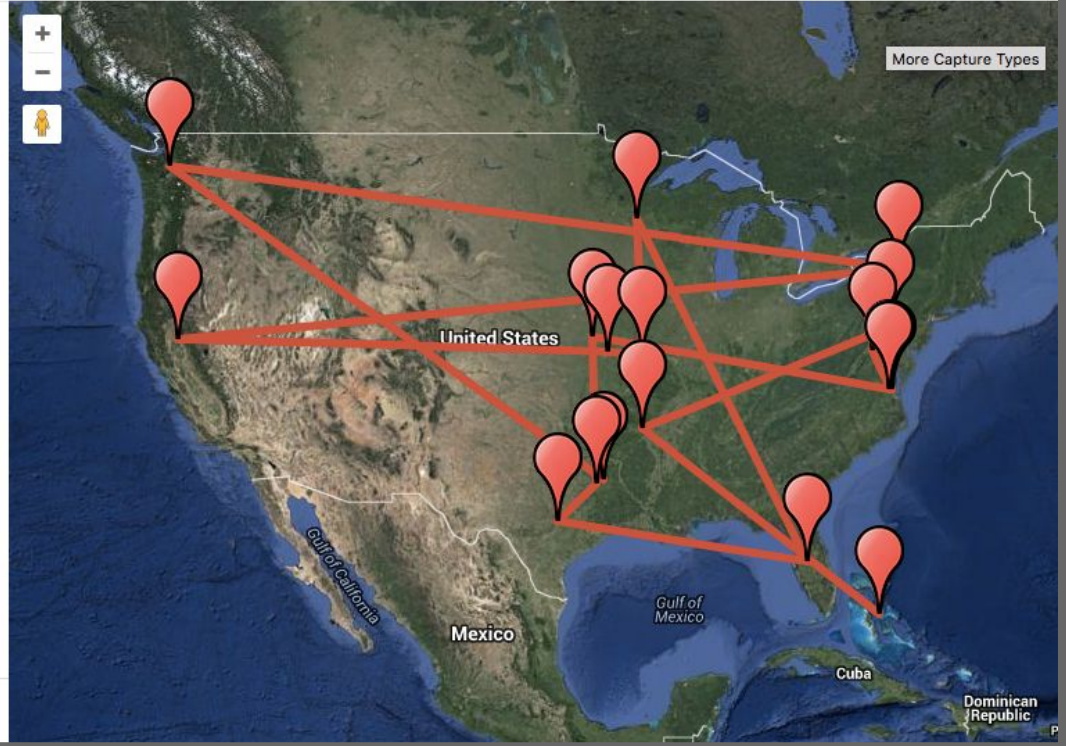 +
−
More Capture Types
United States
Gulf of California
Gulf of
Mexico
Mexico
Cuba
Dominican
Republic
P